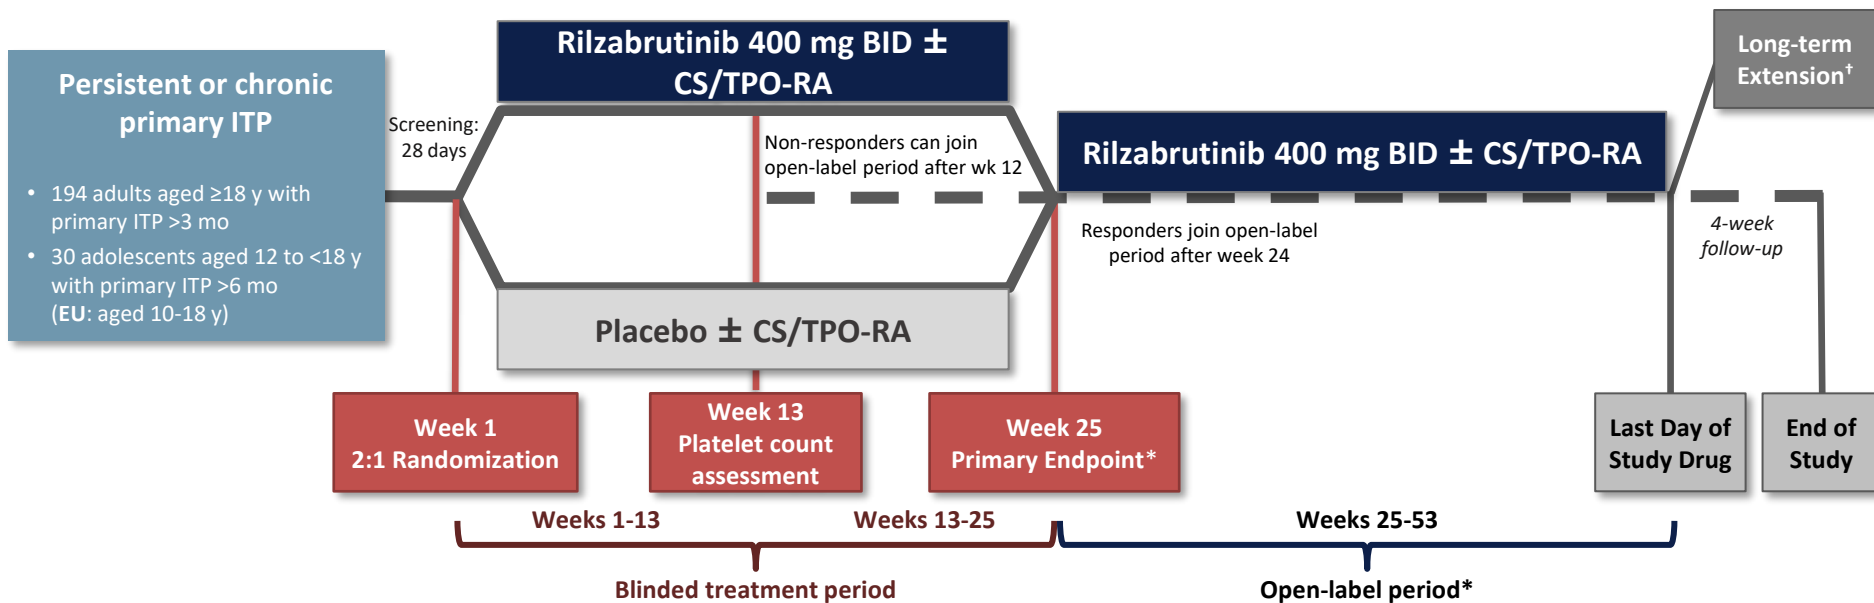 Persistent or chronic
primary ITP
• 194 adults aged ≥18 y with
primary ITP >3 mo
• 30 adolescents aged 12 to <18 y
with primary ITP >6 mo
(EU: aged 10-18 y)
Screening:
28 days
Rilzabrutinib 400 mg BID ±
CS/TPO-RA
Non-responders can join
open-label period after wk 12
Placebo ± CS/TPO-RA
Rilzabrutinib 400 mg BID ± CS/TPO-RA
Responders join open-label
period after week 24
Long-term
Extension†
4-week
follow-up
Week 1
2:1 Randomization
Week 13
Platelet count
assessment
Week 25
Primary Endpoint*
Last Day of
Study Drug
End of
Study
Weeks 1-13
Weeks 13-25
Weeks 25-53
Blinded treatment period
Open-label period*